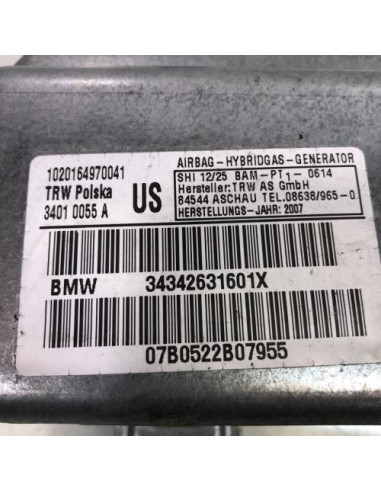 1020164970041
TRW Polska
3401 0055 A
US
AIRBAG-HYBRIDGAS-GENERATOR
SHI 12/25 BAM-PT1-0614
Hersteller:TRW AS GmbH
84544 ASCHAU TEL.08638/965-0
HERSTELLUNGS-JAHR: 2007
BMW 34342631601X
07B0522B07955